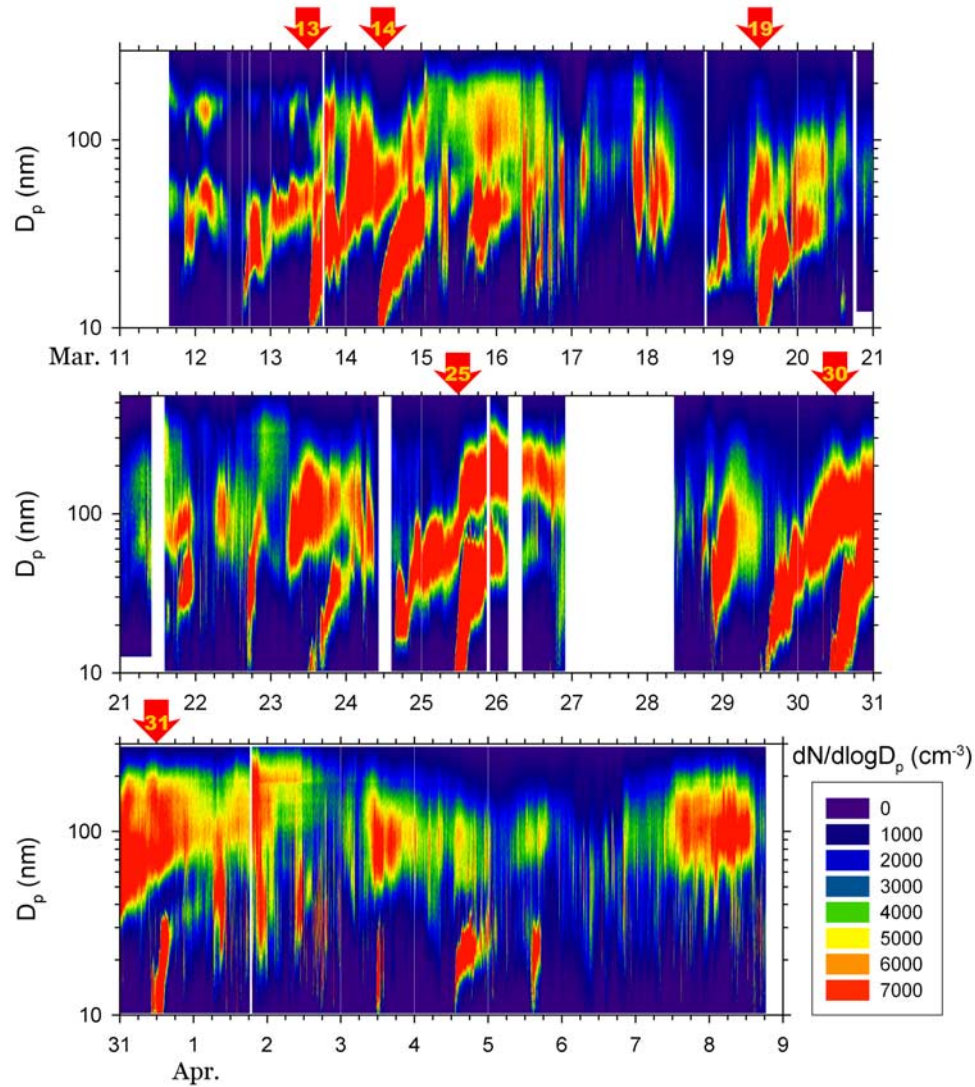 13 14 19
100
10
D_p (nm)
11 12 13 14 15 16 17 18 19 20 21
Mar.
25 30
100
10
D_p (nm)
21 22 23 24 25 26 27 28 29 30 31
31
100
10
D_p (nm)
31 1 2 3 4 5 6 7 8 9
Apr.
dN/dlogD_p (cm⁻³)
0
1000
2000
3000
4000
5000
6000
7000